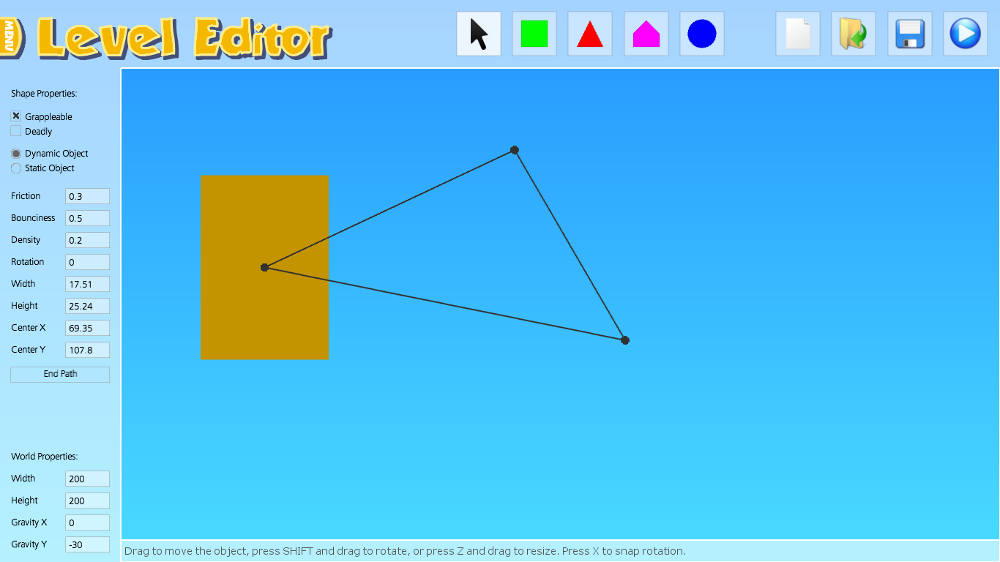 MENU
Level Editor
Shape Properties:
Grappleable
Deadly
Dynamic Object
Static Object
Friction 0.3
Bounciness 0.5
Density 0.2
Rotation 0
Width 17.51
Height 25.24
Center X 69.35
Center Y 107.8
End Path
World Properties:
Width 200
Height 200
Gravity X 0
Gravity Y -30
Drag to move the object, press SHIFT and drag to rotate, or press Z and drag to resize. Press X to snap rotation.